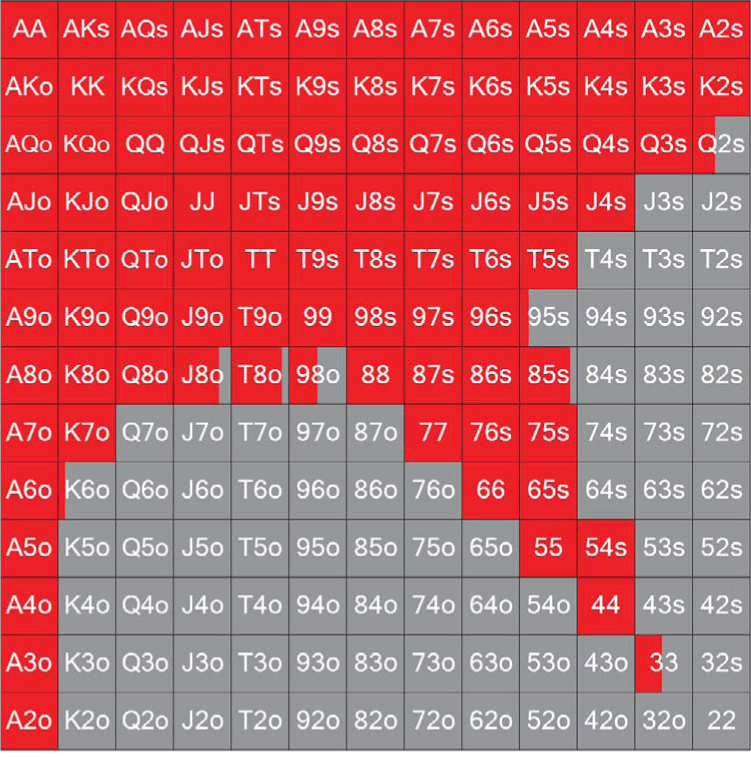 AA AKs AQs AJs ATs A9s A8s A7s A6s A5s A4s A3s A2s
AKo KK KQs KJs KTs K9s K8s K7s K6s K5s K4s K3s K2s
AQo KQo QQ QJs QTs Q9s Q8s Q7s Q6s Q5s Q4s Q3s Q2s
AJo KJo QJo JJ JTs J9s J8s J7s J6s J5s J4s J3s J2s
ATo KTo QTo JTo TT T9s T8s T7s T6s T5s T4s T3s T2s
A9o K9o Q9o J9o T9o 99 98s 97s 96s 95s 94s 93s 92s
A8o K8o Q8o J8o T8o 98o 88 87s 86s 85s 84s 83s 82s
A7o K7o Q7o J7o T7o 97o 87o 77 76s 75s 74s 73s 72s
A6o K6o Q6o J6o T6o 96o 86o 76o 66 65s 64s 63s 62s
A5o K5o Q5o J5o T5o 95o 85o 75o 65o 55 54s 53s 52s
A4o K4o Q4o J4o T4o 94o 84o 74o 64o 54o 44 43s 42s
A3o K3o Q3o J3o T3o 93o 83o 73o 63o 53o 43o 33 32s
A2o K2o Q2o J2o T2o 92o 82o 72o 62o 52o 42o 32o 22